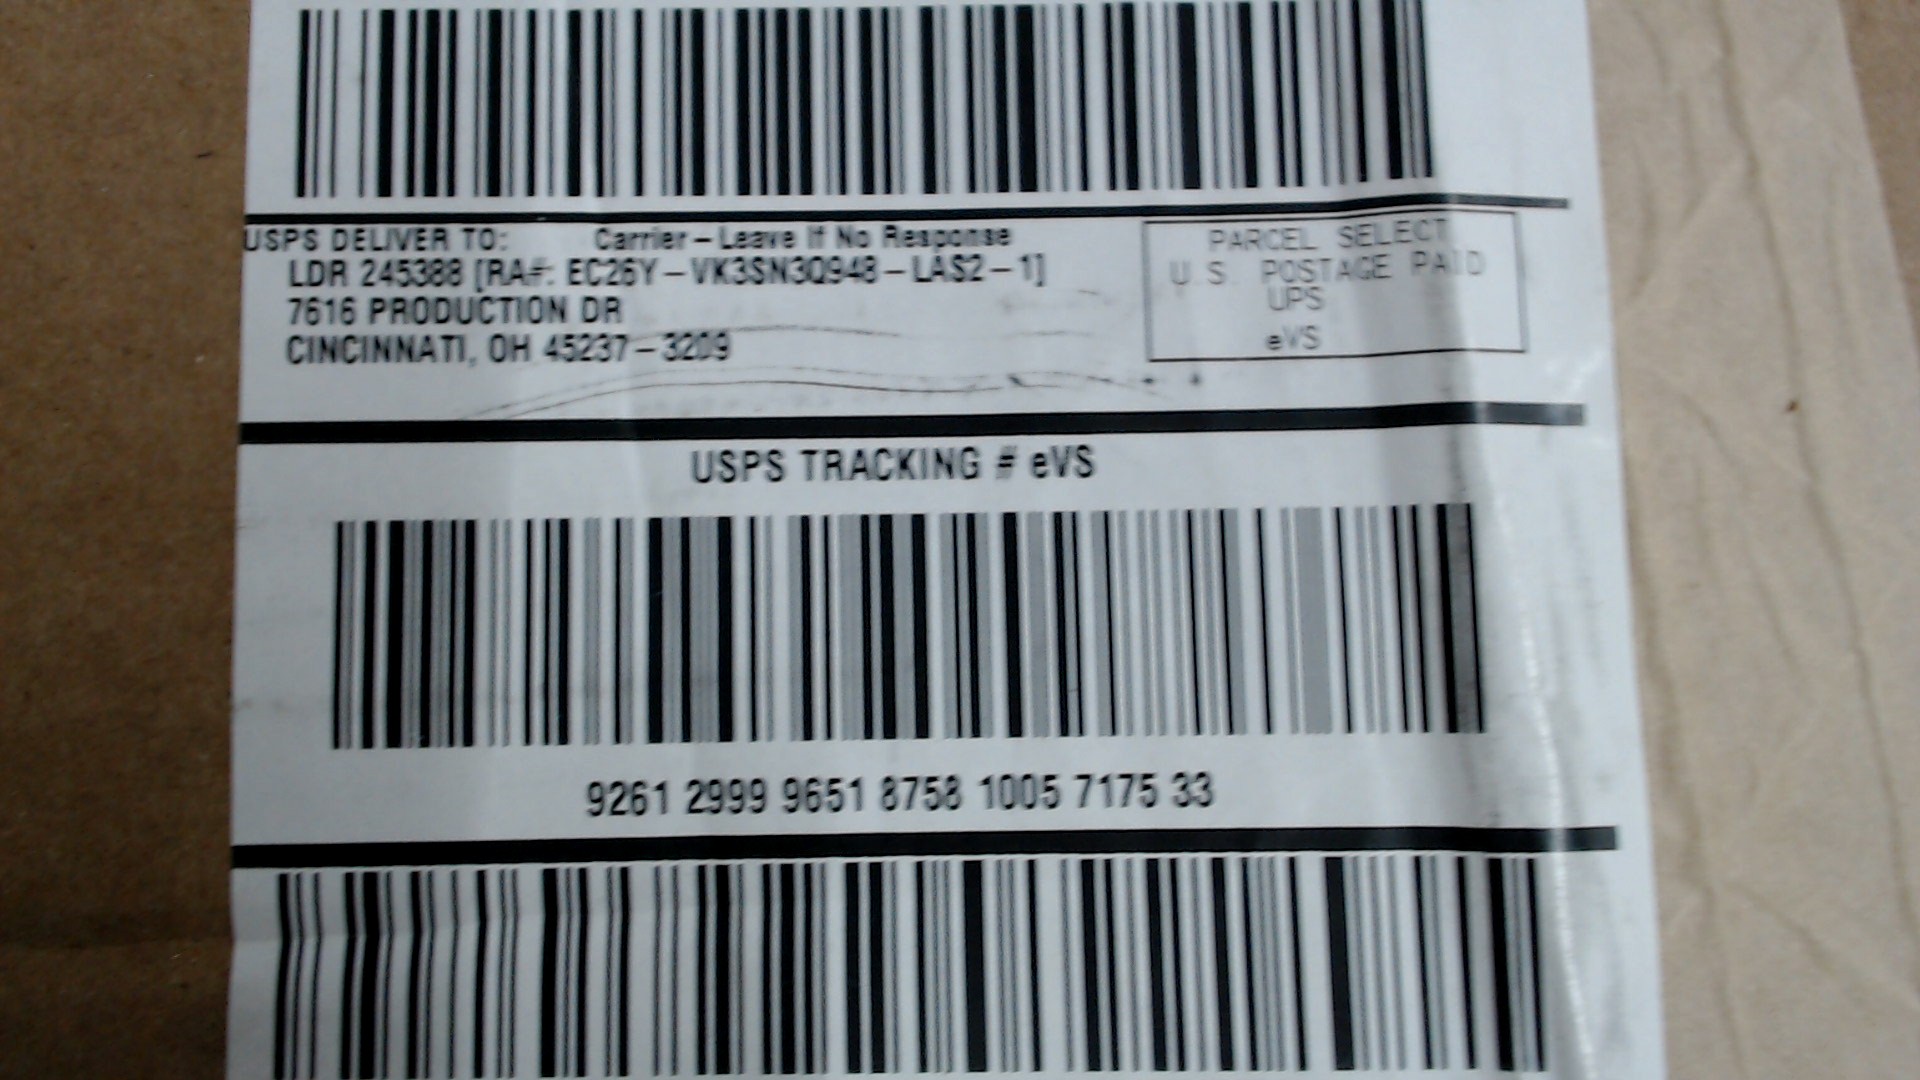 USPS DELIVER TO: Carrier-Leave If No Response
LDR 245388 [RA#: EC26Y-VK3SN3Q948-LAS2-1]
7616 PRODUCTION DR
CINCINNATI, OH 45237-3209
PARCEL SELECT
U.S. POSTAGE PAID
UPS
eVS
USPS TRACKING # eVS
9261 2999 9651 8758 1005 7175 33